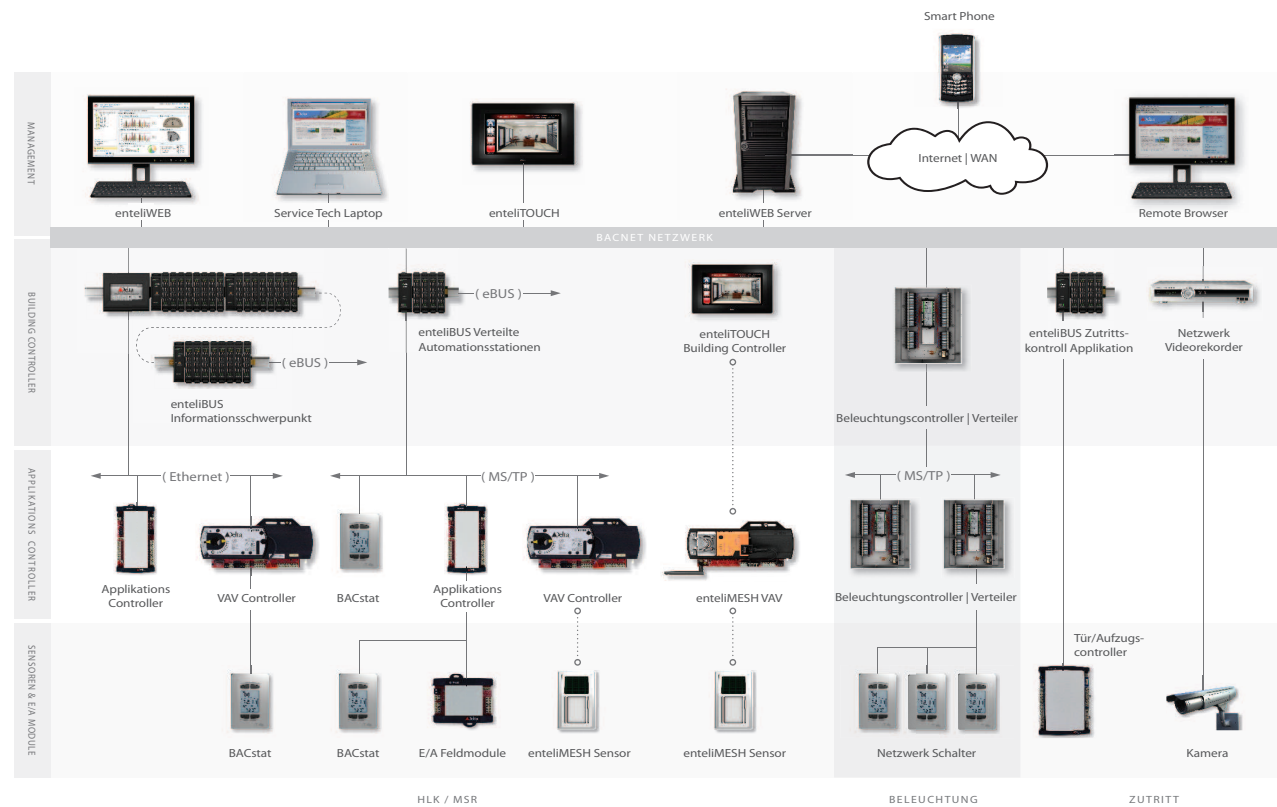 Smart Phone
MANAGEMENT
Internet | WAN
enteliWEB
Service Tech Laptop
enteliTOUCH
enteliWEB Server
Remote Browser
BACNET NETZWERK
BUILDING CONTROLLER
( eBUS )
enteliBUS Verteilte
Automationsstationen
enteliTOUCH
Building Controller
enteliBUS Zutritts-
kontroll Applikation
Netzwerk
Videorekorder
( eBUS )
enteliBUS
Informationsschwerpunkt
Beleuchtungscontroller | Verteiler
APPLIKATIONS CONTROLLER
( Ethernet )
( MS/TP )
( MS/TP )
Delta
Delta
Applikations
Controller
VAV Controller
BACstat
Applikations
Controller
VAV Controller
enteliMESH VAV
Beleuchtungscontroller | Verteiler
SENSOREN & E/A MODULE
Tür/Aufzugs-
controller
BACstat
BACstat
E/A Feldmodule
enteliMESH Sensor
enteliMESH Sensor
Netzwerk Schalter
Kamera
HLK / MSR
BELEUCHTUNG
ZUTRITT